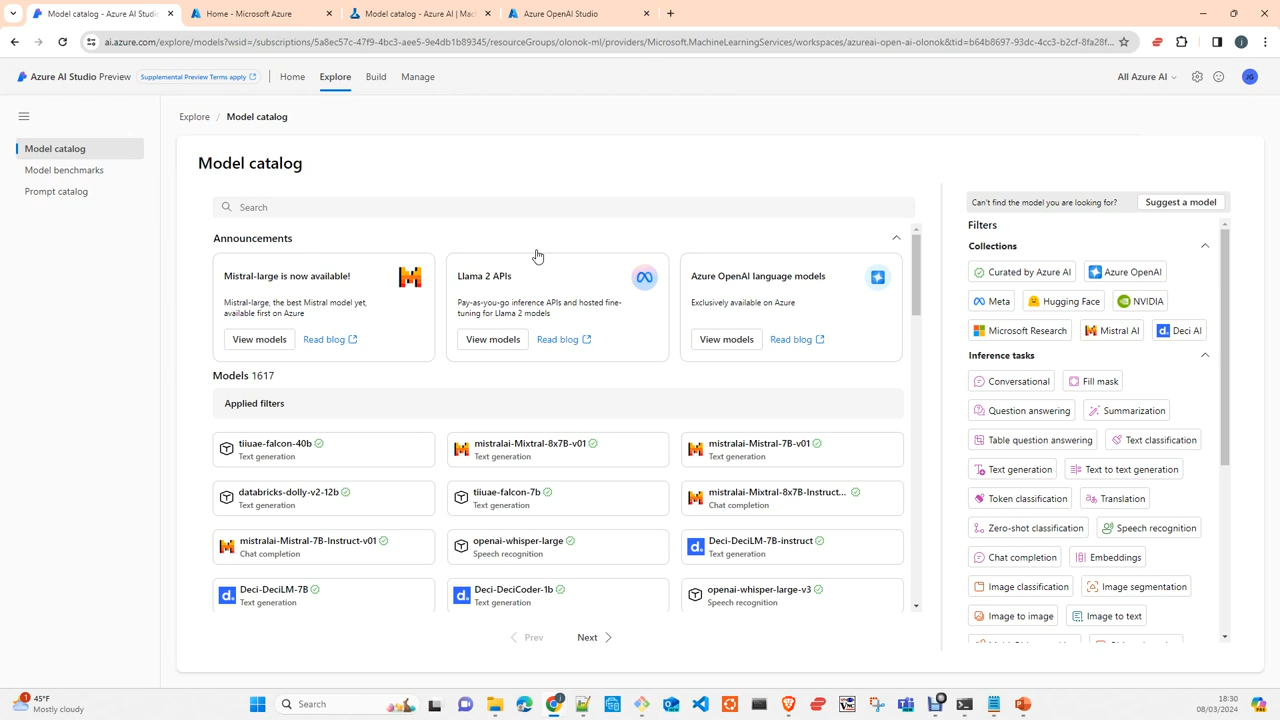 Model catalog - Azure AI Studio
Home - Microsoft Azure
Model catalog - Azure AI | Mac
Azure OpenAI Studio
ai.azure.com/explore/models?wsid=/subscriptions/5a8ec57c-47f9-4bc3-aee5-9e4db1b89345/resourceGroups/olonok-ml/providers/Microsoft.MachineLearningServices/workspaces/azureai-open-ai-olonok&tid=b64b8697-93dc-4cc3-b2cf-8fa28f...
Azure AI Studio Preview
Supplemental Preview Terms apply
Home
Explore
Build
Manage
All Azure AI
JG
Explore / Model catalog
Model catalog
Model benchmarks
Prompt catalog
Model catalog
Search
Announcements
Mistral-large is now available!
Mistral-large, the best Mistral model yet,
available first on Azure
View models
Read blog
Llama 2 APIs
Pay-as-you-go inference APIs and hosted fine-
tuning for Llama 2 models
View models
Read blog
Azure OpenAI language models
Exclusively available on Azure
View models
Read blog
Models 1617
Applied filters
tiiuae-falcon-40b
Text generation
mistralai-Mixtral-8x7B-v01
Text generation
mistralai-Mistral-7B-v01
Text generation
databricks-dolly-v2-12b
Text generation
tiiuae-falcon-7b
Text generation
mistralai-Mixtral-8x7B-Instruct...
Chat completion
mistralai-Mistral-7B-Instruct-v01
Chat completion
openai-whisper-large
Speech recognition
Deci-DeciLM-7B-instruct
Text generation
Deci-DeciLM-7B
Text generation
Deci-DeciCoder-1b
Text generation
openai-whisper-large-v3
Speech recognition
Prev
Next
Can't find the model you are looking for?
Suggest a model
Filters
Collections
Curated by Azure AI
Azure OpenAI
Meta
Hugging Face
NVIDIA
Microsoft Research
Mistral AI
Deci AI
Inference tasks
Conversational
Fill mask
Question answering
Summarization
Table question answering
Text classification
Text generation
Text to text generation
Token classification
Translation
Zero-shot classification
Speech recognition
Chat completion
Embeddings
Image classification
Image segmentation
Image to image
Image to text
45°F
Mostly cloudy
Search
18:30
08/03/2024